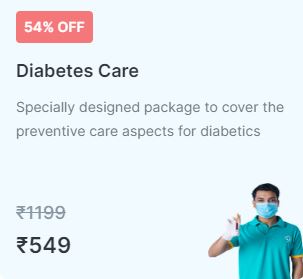 54% OFF
Diabetes Care
Specially designed package to cover the
preventive care aspects for diabetics
₹1199
₹549